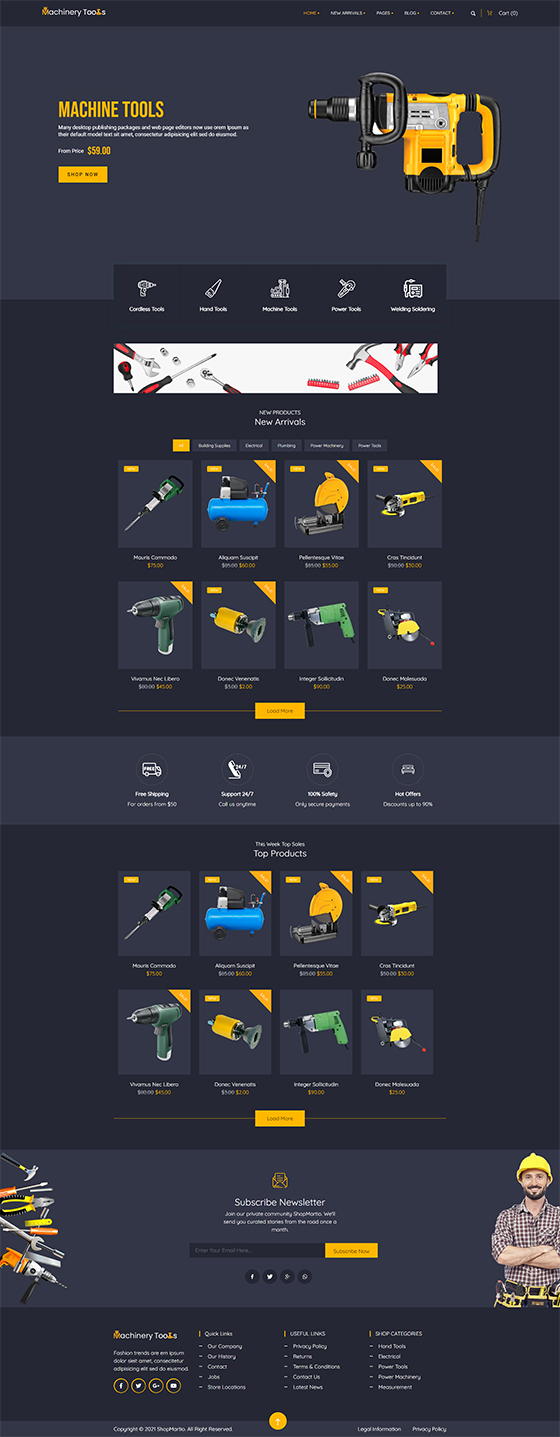 Machinery Tools
HOME NEW ARRIVALS PAGES BLOG CONTACT Cart (0)
MACHINE TOOLS
Many desktop publishing packages and web page editors now use orem Ipsum as
their default model text sit amet, consectetur adipisicing elit sed do eiusmod.
From Price $59.00
SHOP NOW
Cordless Tools Hand Tools Machine Tools Power Tools Welding Soldering
NEW PRODUCTS
New Arrivals
All Building Supplies Electrical Plumbing Power Machinery Power Tools
NEW SALE NEW SALE NEW SALE
Mauris Commodo Aliquam Suscipit Pellentesque Vitae Cras Tincidunt
$75.00 $85.00 $60.00 $85.00 $55.00 $50.00 $30.00
SALE NEW SALE NEW
Vivamus Nec Libero Donec Venenatis Integer Sollicitudin Donec Malesuada
$80.00 $45.00 $3.00 $2.00 $90.00 $25.00
Load More
FREE 24/7
Free Shipping Support 24/7 100% Safety Hot Offers
For orders from $50 Call us anytime Only secure payments Discounts up to 90%
This Week Top Sales
Top Products
NEW SALE NEW SALE NEW SALE
Mauris Commodo Aliquam Suscipit Pellentesque Vitae Cras Tincidunt
$75.00 $85.00 $60.00 $85.00 $55.00 $50.00 $30.00
SALE NEW SALE NEW
Vivamus Nec Libero Donec Venenatis Integer Sollicitudin Donec Malesuada
$80.00 $45.00 $3.00 $2.00 $90.00 $25.00
Load More
Subscribe Newsletter
Join our private community ShopMartio. We'll
send you curated stories from the road once a
month.
Enter Your Email Here... Subscribe Now
Machinery Tools
Fashion trends are em ipsum
dolor sieit amet, consectetur
adipisicing elit sed do eiusmod.
Quick Links
Our Company
Our History
Contact
Jobs
Store Locations
USEFUL LINKS
Privacy Policy
Returns
Terms & Conditions
Contact Us
Latest News
SHOP CATEGORIES
Hand Tools
Electrical
Power Tools
Power Machinery
Measurement
Copyright © 2021 ShopMartio. All Right Reserved. Legal Information Privacy Policy